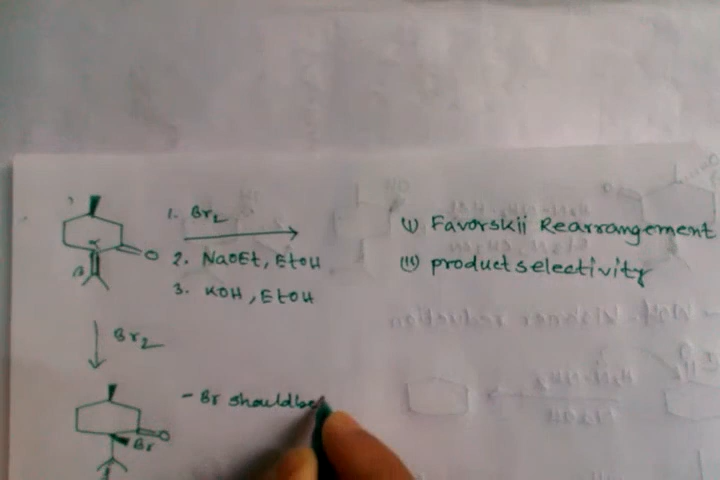 1. Br2
2. NaOEt, EtOH
3. KOH, EtOH
(i) Favorskii Rearrangement
(ii) product selectivity
α
β
O
Br2
- Br should be
O
Br